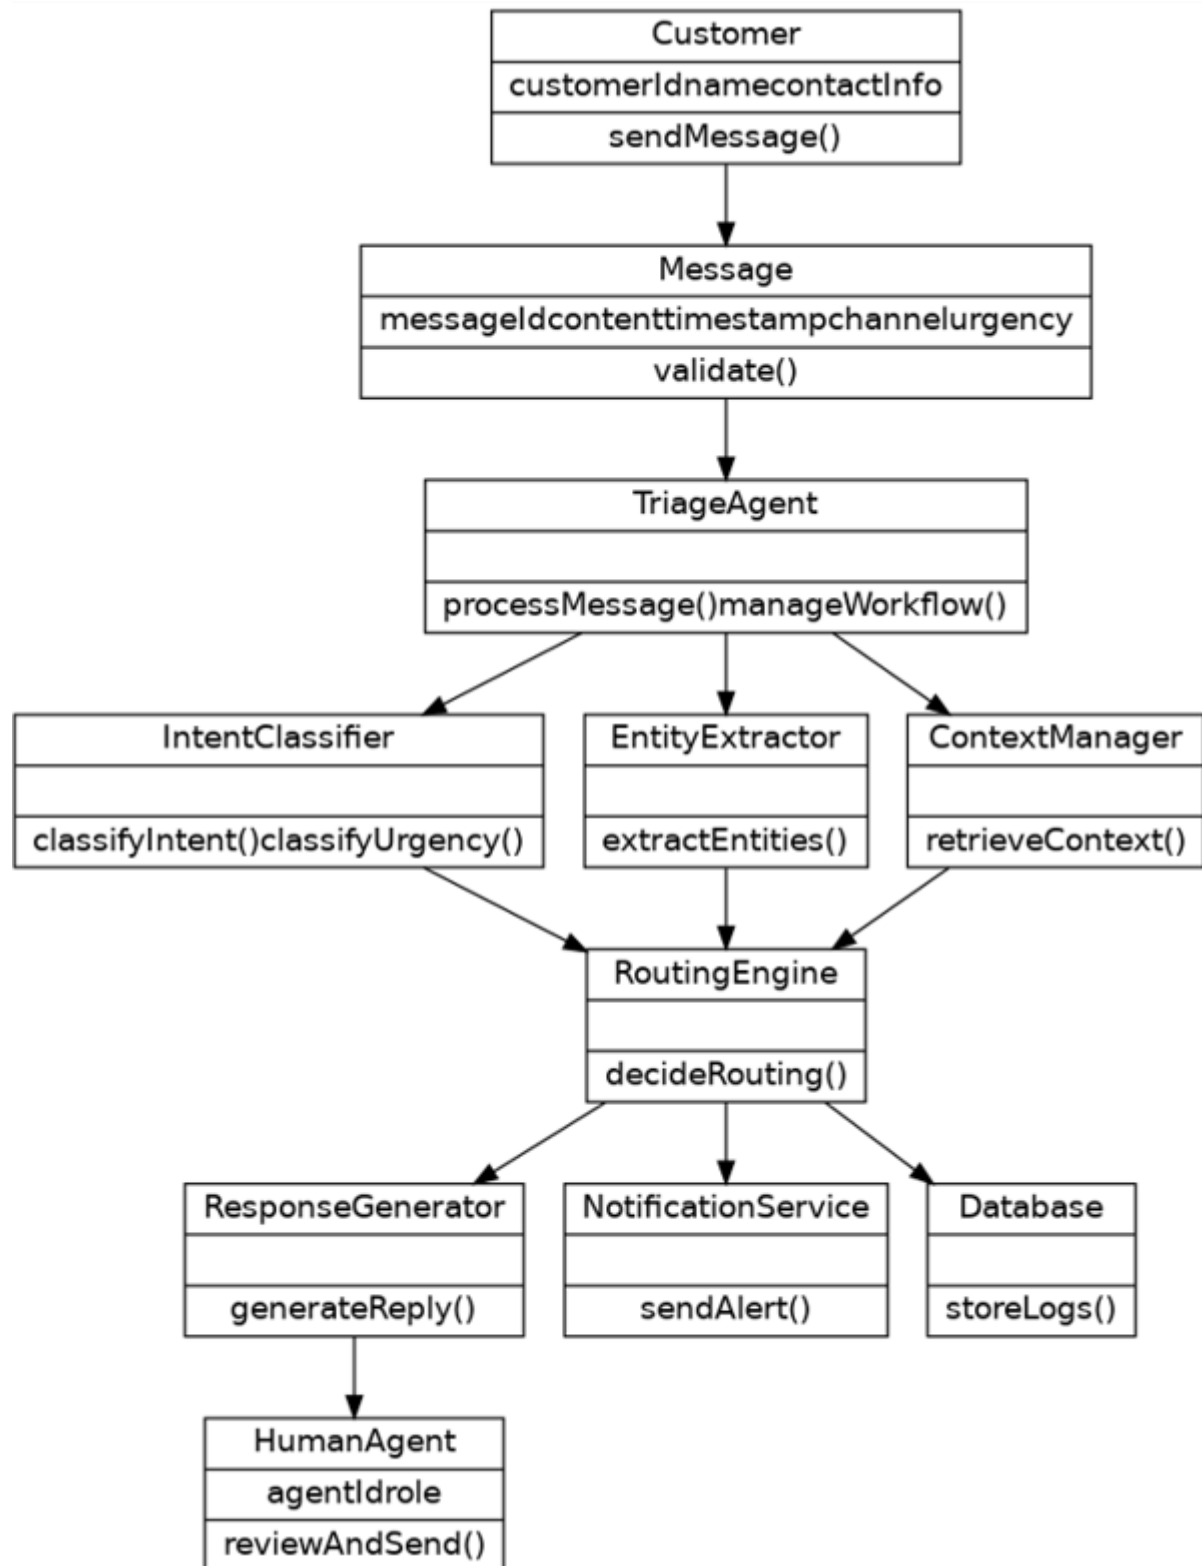 Customer
customerIdnamecontactInfo
sendMessage()
Message
messageIdcontenttimestampchannelurgency
validate()
TriageAgent
processMessage()manageWorkflow()
IntentClassifier
classifyIntent()classifyUrgency()
EntityExtractor
extractEntities()
ContextManager
retrieveContext()
RoutingEngine
decideRouting()
ResponseGenerator
generateReply()
NotificationService
sendAlert()
Database
storeLogs()
HumanAgent
agentIdrole
reviewAndSend()